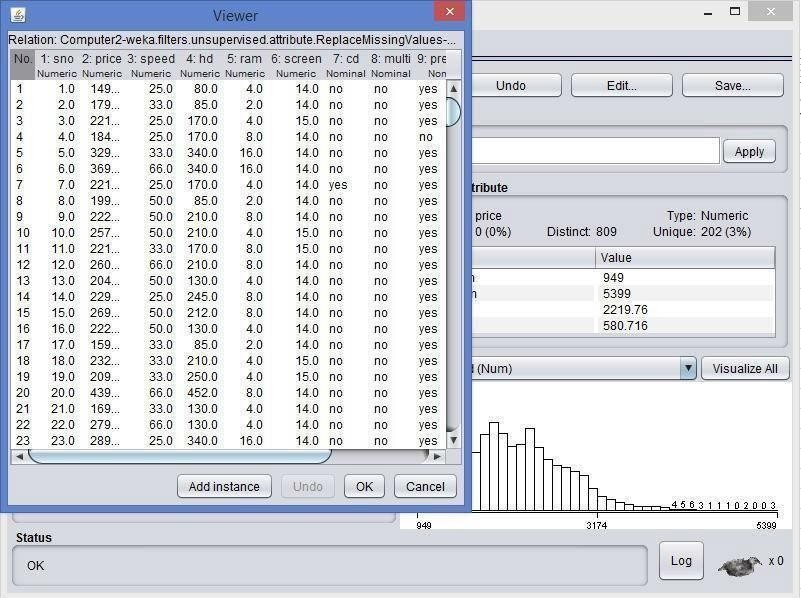 Viewer
Relation: Computer2-weka.filters.unsupervised.attribute.ReplaceMissingValues-...
No. 1: sno 2: price 3: speed 4: hd 5: ram 6: screen 7: cd 8: multi 9: pre
Numeric Numeric Numeric Numeric Numeric Numeric Nominal Nominal Non
1 1.0 149... 25.0 80.0 4.0 14.0 no no yes
2 2.0 179... 33.0 85.0 2.0 14.0 no no yes
3 3.0 221... 25.0 170.0 4.0 15.0 no no yes
4 4.0 184... 25.0 170.0 8.0 14.0 no no no
5 5.0 329... 33.0 340.0 16.0 14.0 no no yes
6 6.0 369... 66.0 340.0 16.0 14.0 no no yes
7 7.0 221... 25.0 170.0 4.0 14.0 yes no yes
8 8.0 199... 50.0 85.0 2.0 14.0 no no yes
9 9.0 222... 50.0 210.0 8.0 14.0 no no yes
10 10.0 257... 50.0 210.0 4.0 15.0 no no yes
11 11.0 221... 33.0 170.0 8.0 15.0 no no yes
12 12.0 260... 66.0 210.0 8.0 14.0 no no yes
13 13.0 204... 50.0 130.0 4.0 14.0 no no yes
14 14.0 229... 25.0 245.0 8.0 14.0 no no yes
15 15.0 269... 50.0 212.0 8.0 14.0 no no yes
16 16.0 222... 50.0 130.0 4.0 14.0 no no yes
17 17.0 159... 33.0 85.0 2.0 14.0 no no yes
18 18.0 232... 33.0 210.0 4.0 15.0 no no yes
19 19.0 209... 33.0 250.0 4.0 15.0 no no yes
20 20.0 439... 66.0 452.0 8.0 14.0 no no yes
21 21.0 169... 33.0 130.0 4.0 14.0 no no yes
22 22.0 279... 66.0 130.0 4.0 14.0 no no yes
23 23.0 289... 25.0 340.0 16.0 14.0 no no yes
Add instance Undo OK Cancel
Undo Edit... Save...
Apply
tribute
price Type: Numeric
0 (0%) Distinct: 809 Unique: 202 (3%)
Value
949
5399
2219.76
580.716
(Num) Visualize All
4 5 6 3 1 1 1 0 2 0 0 3
949 3174 5399
Status
OK Log x 0